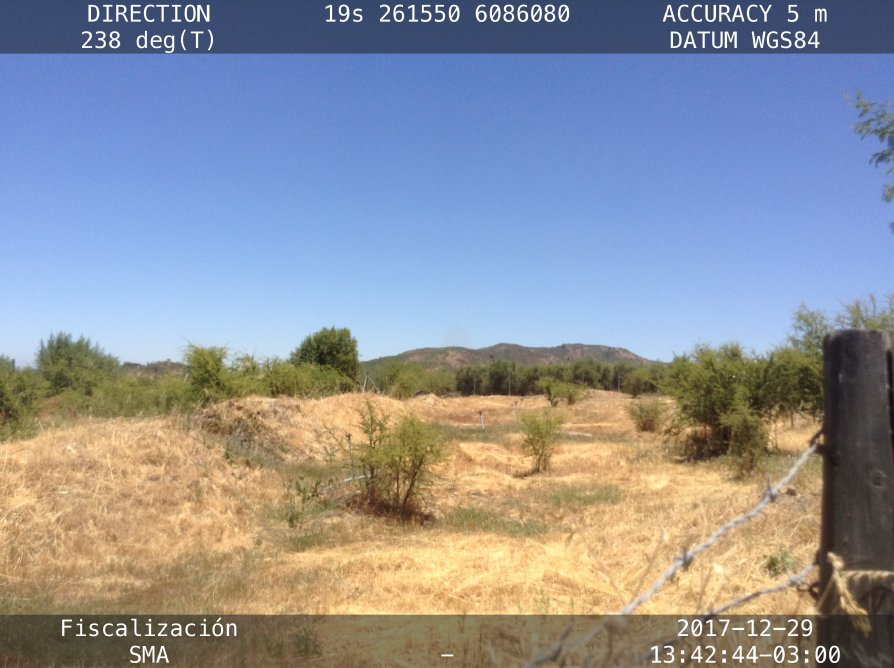 DIRECTION
238 deg(T)
19s 261550 6086080
ACCURACY 5 m
DATUM WGS84
Fiscalización
SMA
-
2017-12-29
13:42:44-03:00